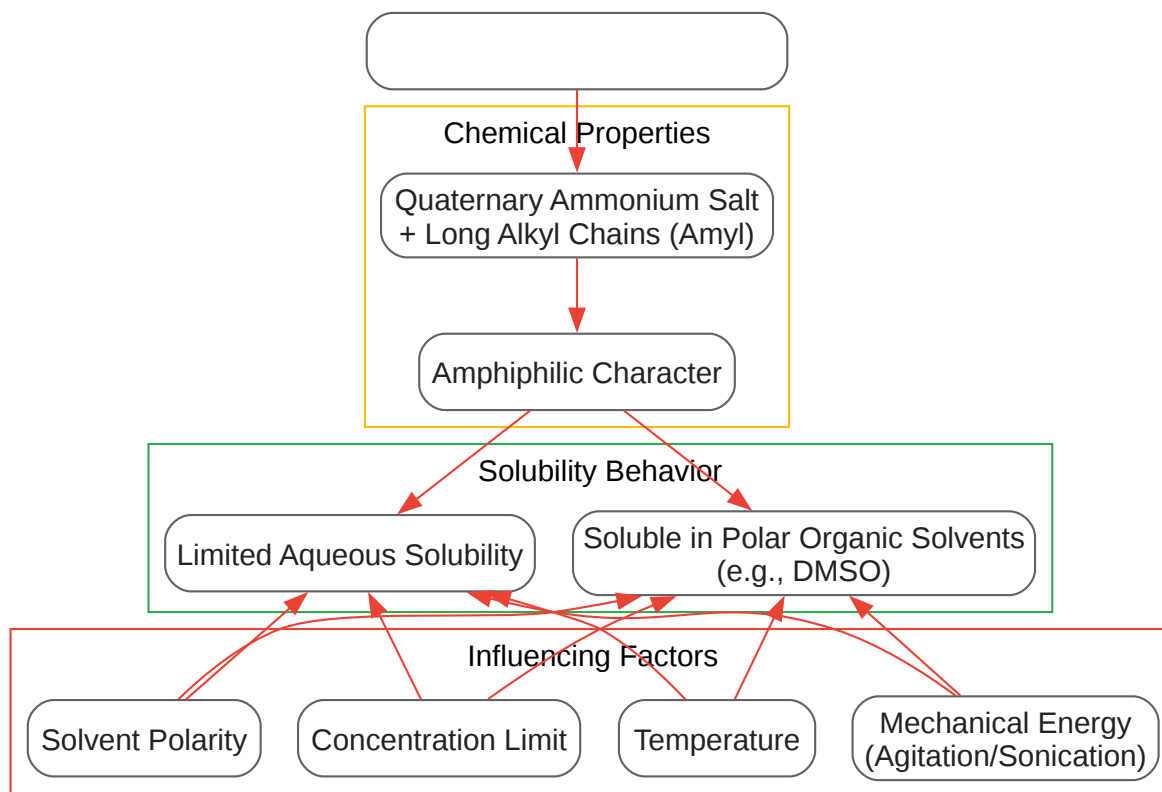 Chemical Properties
Quaternary Ammonium Salt
+ Long Alkyl Chains (Amyl)
Amphiphilic Character
Solubility Behavior
Limited Aqueous Solubility
Soluble in Polar Organic Solvents
(e.g., DMSO)
Influencing Factors
Solvent Polarity
Concentration Limit
Temperature
Mechanical Energy
(Agitation/Sonication)